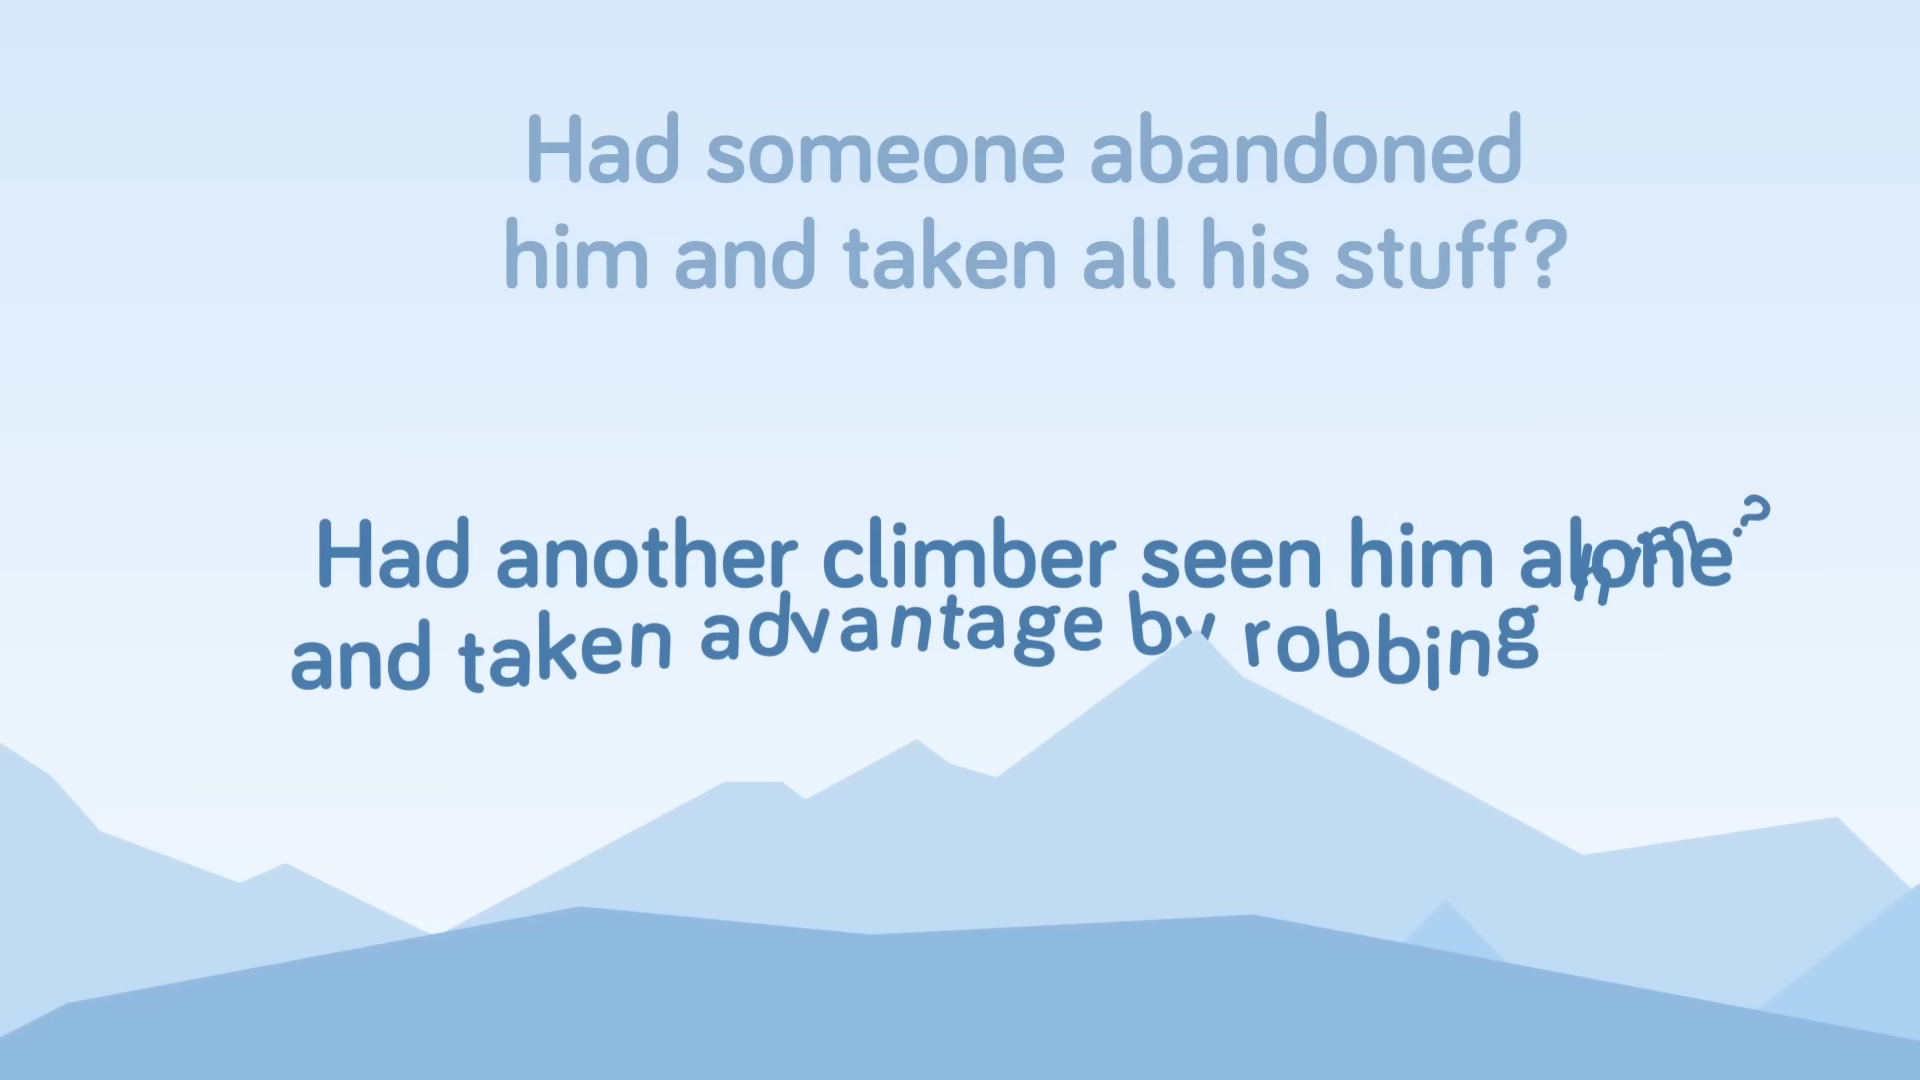 Had someone abandoned
him and taken all his stuff?
Had another climber seen him alone
and taken advantage by robbing him?